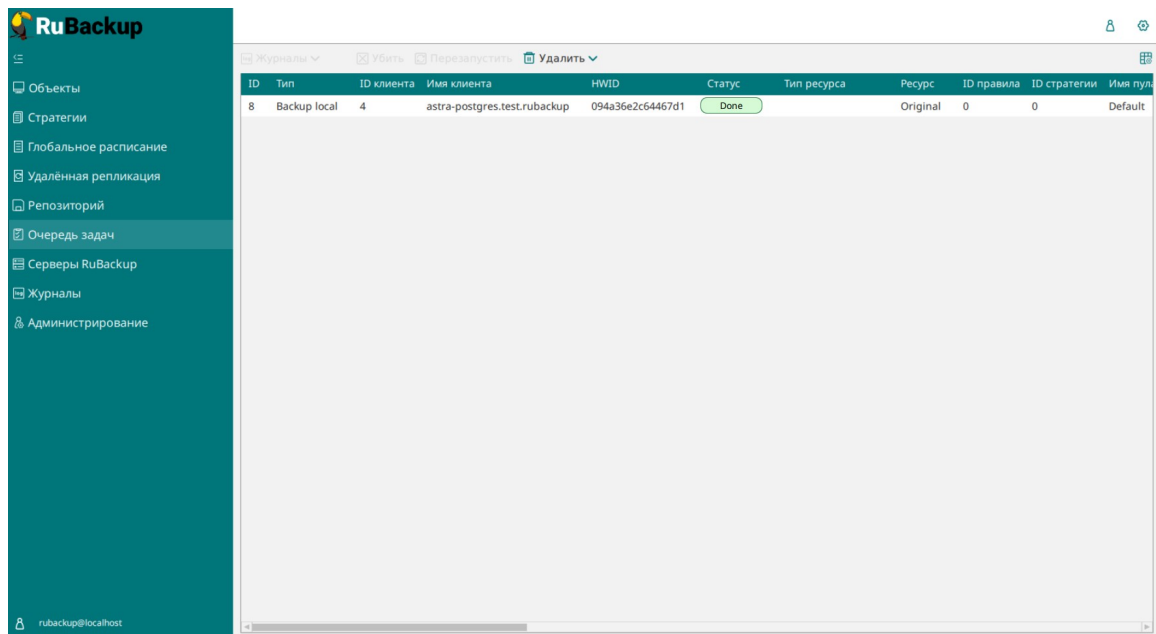 RuBackup
Журналы Убить Перезапустить Удалить
Объекты
Стратегии
Глобальное расписание
Удалённая репликация
Репозиторий
Очередь задач
Серверы RuBackup
Журналы
Администрирование
rubackup@localhost
ID Тип ID клиента Имя клиента HWID Статус Тип ресурса Ресурс ID правила ID стратегии Имя пула
8 Backup local 4 astra-postgres.test.rubackup 094a36e2c64467d1 Done Original 0 0 Default